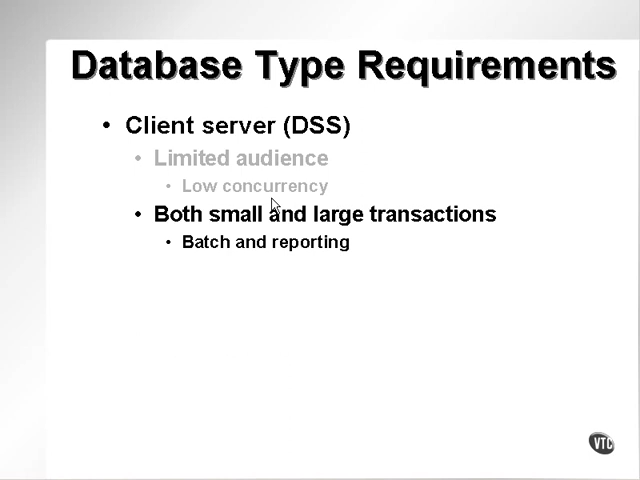 Database Type Requirements
• Client server (DSS)
• Limited audience
• Low concurrency
• Both small and large transactions
• Batch and reporting
VTC